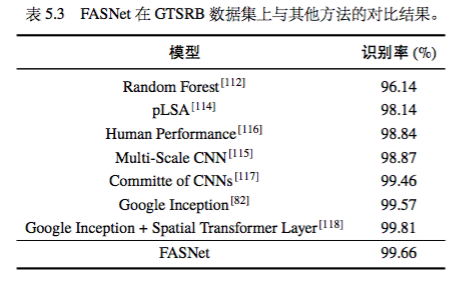 表 5.3 FASNet 在 GTSRB 数据集上与其他方法的对比结果。
模型 识别率 (%)
Random Forest[112] 96.14
pLSA[114] 98.14
Human Performance[116] 98.84
Multi-Scale CNN[115] 98.87
Committe of CNNs[117] 99.46
Google Inception[82] 99.57
Google Inception + Spatial Transformer Layer[118] 99.81
FASNet 99.66